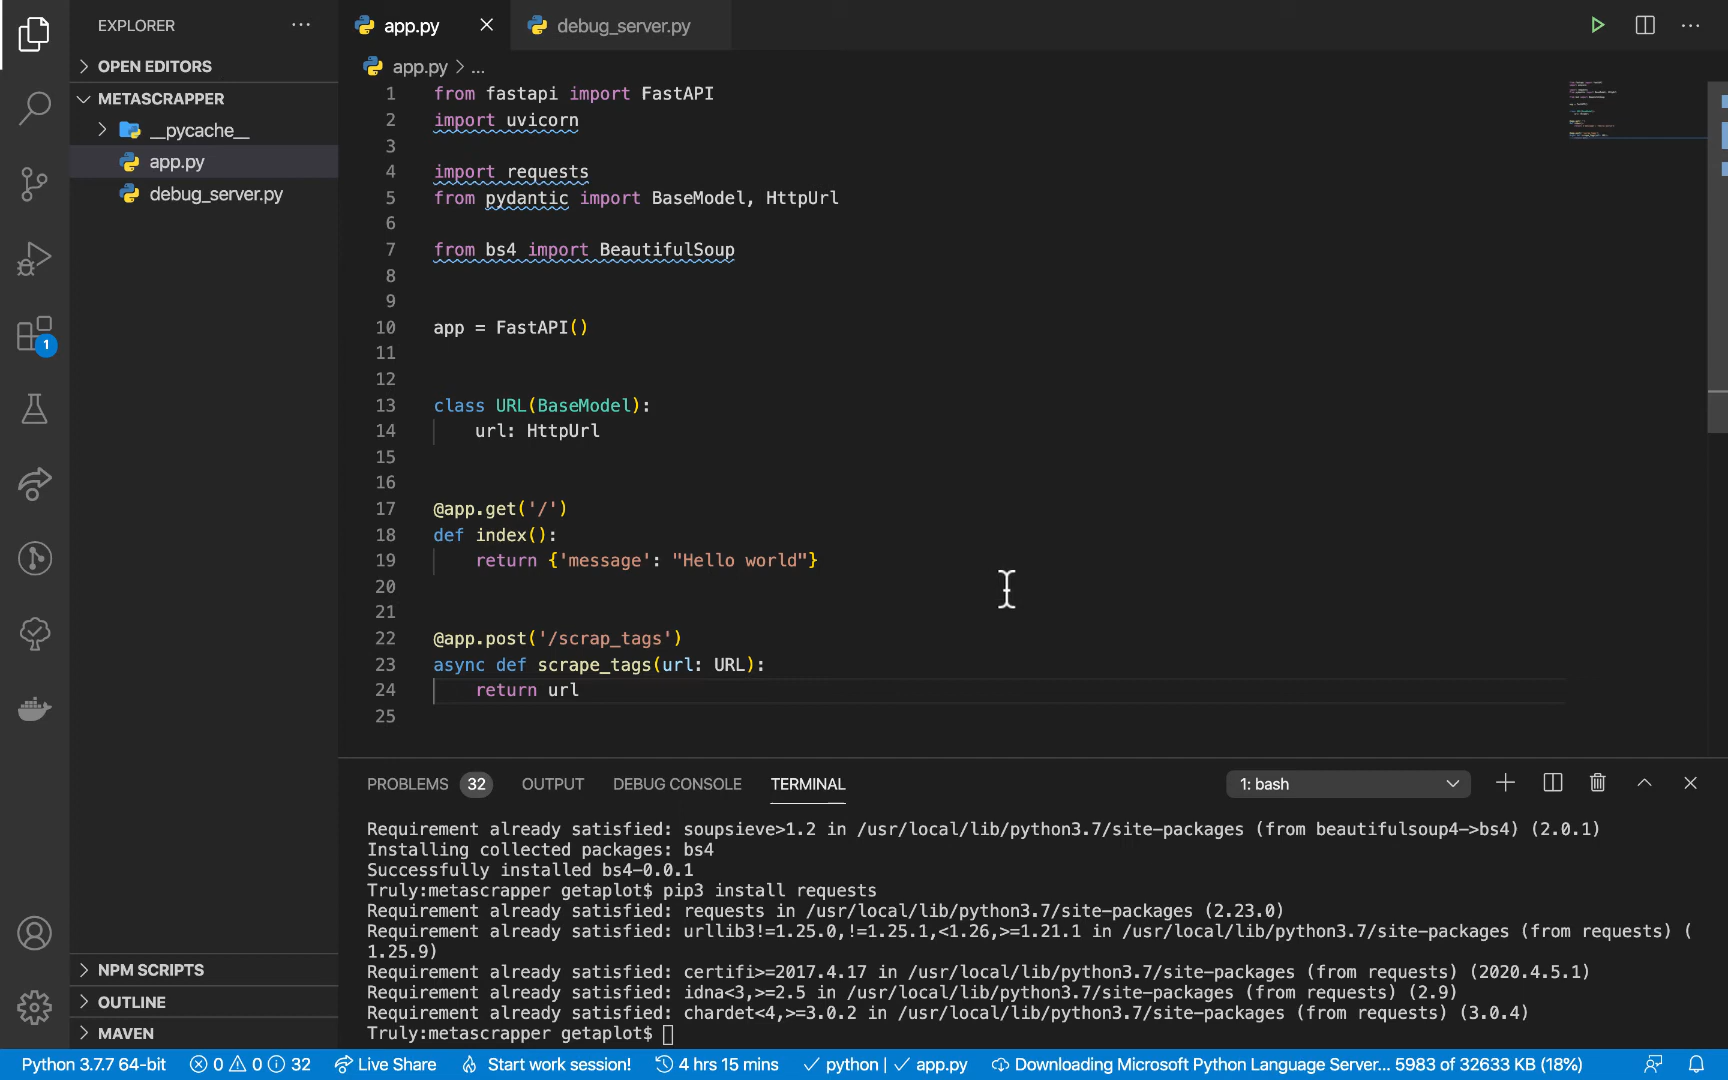 EXPLORER
OPEN EDITORS
METASCRAPPER
__pycache__
app.py
debug_server.py
NPM SCRIPTS
OUTLINE
MAVEN
1
app.py
debug_server.py
app.py > ...
1 from fastapi import FastAPI
2 import uvicorn
3
4 import requests
5 from pydantic import BaseModel, HttpUrl
6
7 from bs4 import BeautifulSoup
8
9
10 app = FastAPI()
11
12
13 class URL(BaseModel):
14 url: HttpUrl
15
16
17 @app.get('/')
18 def index():
19 return {'message': "Hello world"}
20
21
22 @app.post('/scrap_tags')
23 async def scrape_tags(url: URL):
24 return url
25
PROBLEMS 32 OUTPUT DEBUG CONSOLE TERMINAL 1: bash
Requirement already satisfied: soupsieve>1.2 in /usr/local/lib/python3.7/site-packages (from beautifulsoup4->bs4) (2.0.1)
Installing collected packages: bs4
Successfully installed bs4-0.0.1
Truly:metascrapper getaplot$ pip3 install requests
Requirement already satisfied: requests in /usr/local/lib/python3.7/site-packages (2.23.0)
Requirement already satisfied: urllib3!=1.25.0,!=1.25.1,<1.26,>=1.21.1 in /usr/local/lib/python3.7/site-packages (from requests) (
1.25.9)
Requirement already satisfied: certifi>=2017.4.17 in /usr/local/lib/python3.7/site-packages (from requests) (2020.4.5.1)
Requirement already satisfied: idna<3,>=2.5 in /usr/local/lib/python3.7/site-packages (from requests) (2.9)
Requirement already satisfied: chardet<4,>=3.0.2 in /usr/local/lib/python3.7/site-packages (from requests) (3.0.4)
Truly:metascrapper getaplot$
Python 3.7.7 64-bit 0 0 32 Live Share Start work session! 4 hrs 15 mins python | app.py Downloading Microsoft Python Language Server... 5983 of 32633 KB (18%)